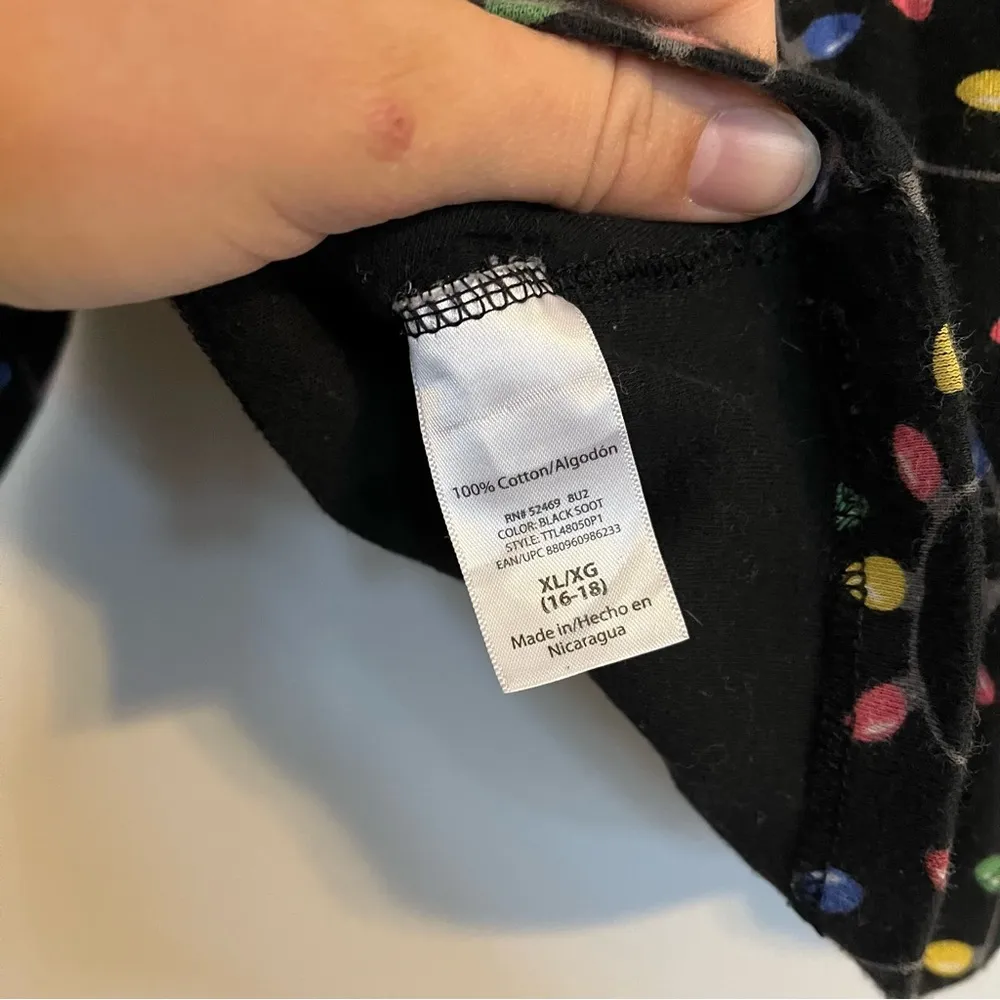 100% Cotton/Algodón
RN# 52469 8U2
COLOR: BLACK SOOT
STYLE: TTL48050P1
EAN/UPC 880960986233
XL/XG
(16-18)
Made in/Hecho en
Nicaragua